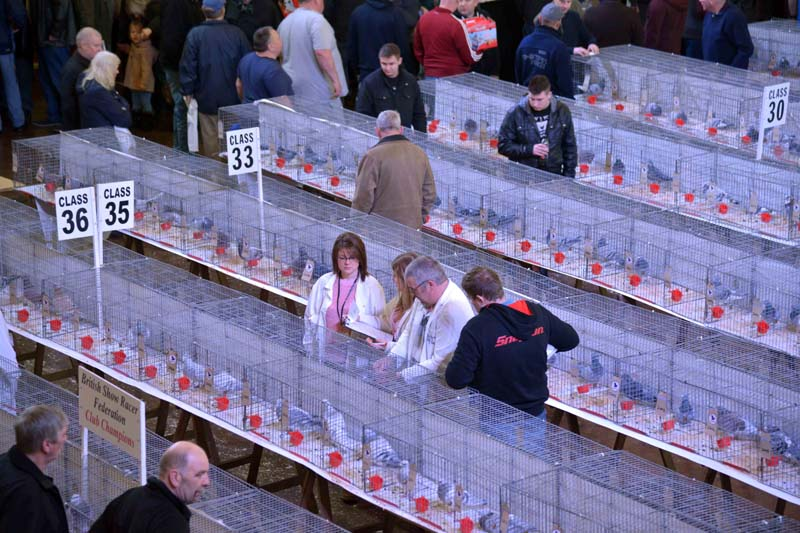 CLASS
30
CLASS
33
CLASS
36
CLASS
35
Snap-on
British Show Racer
Federation
Club Champions